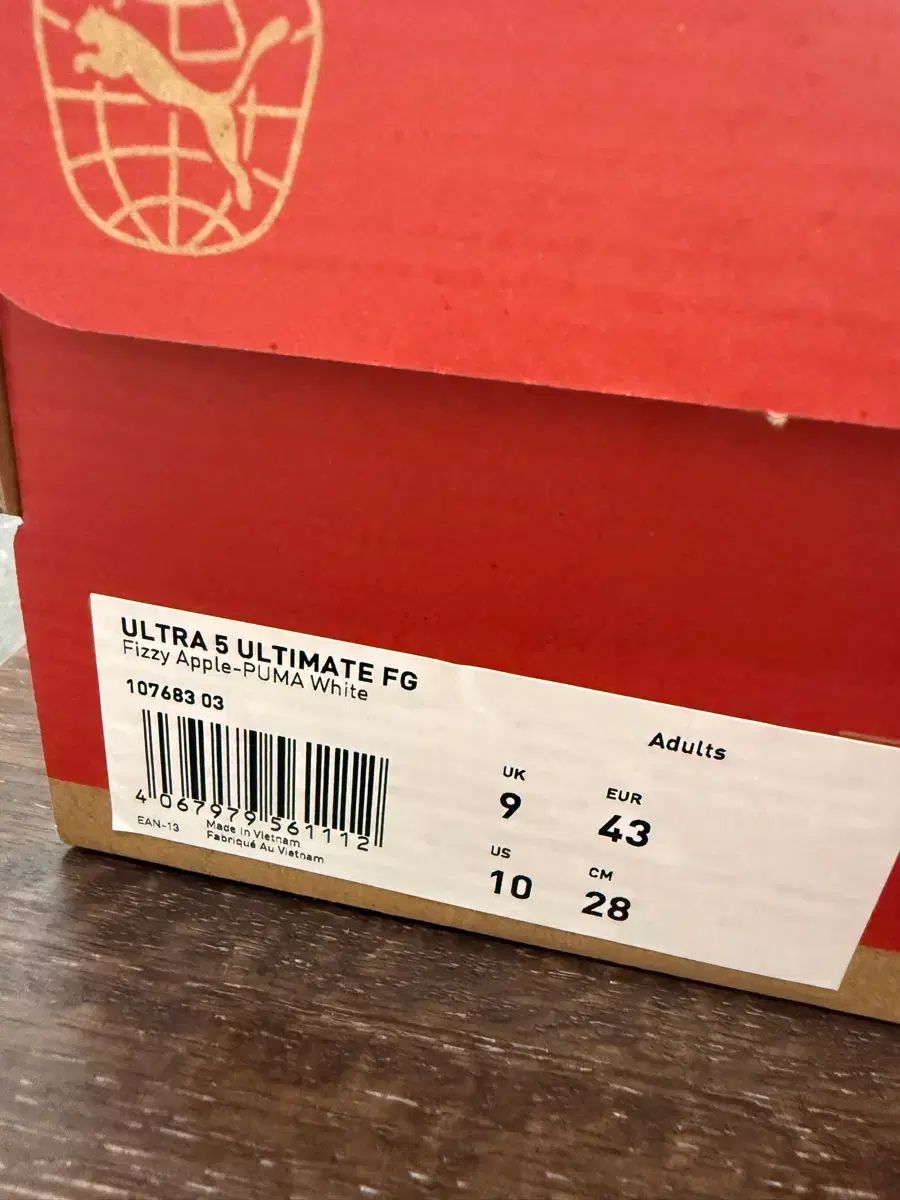 ULTRA 5 ULTIMATE FG
Fizzy Apple-PUMA White
107683 03
4 067979 561112
EAN-13
Made in Vietnam
Fabriqué Au Vietnam
Adults
UK
9
EUR
43
US
10
CM
28